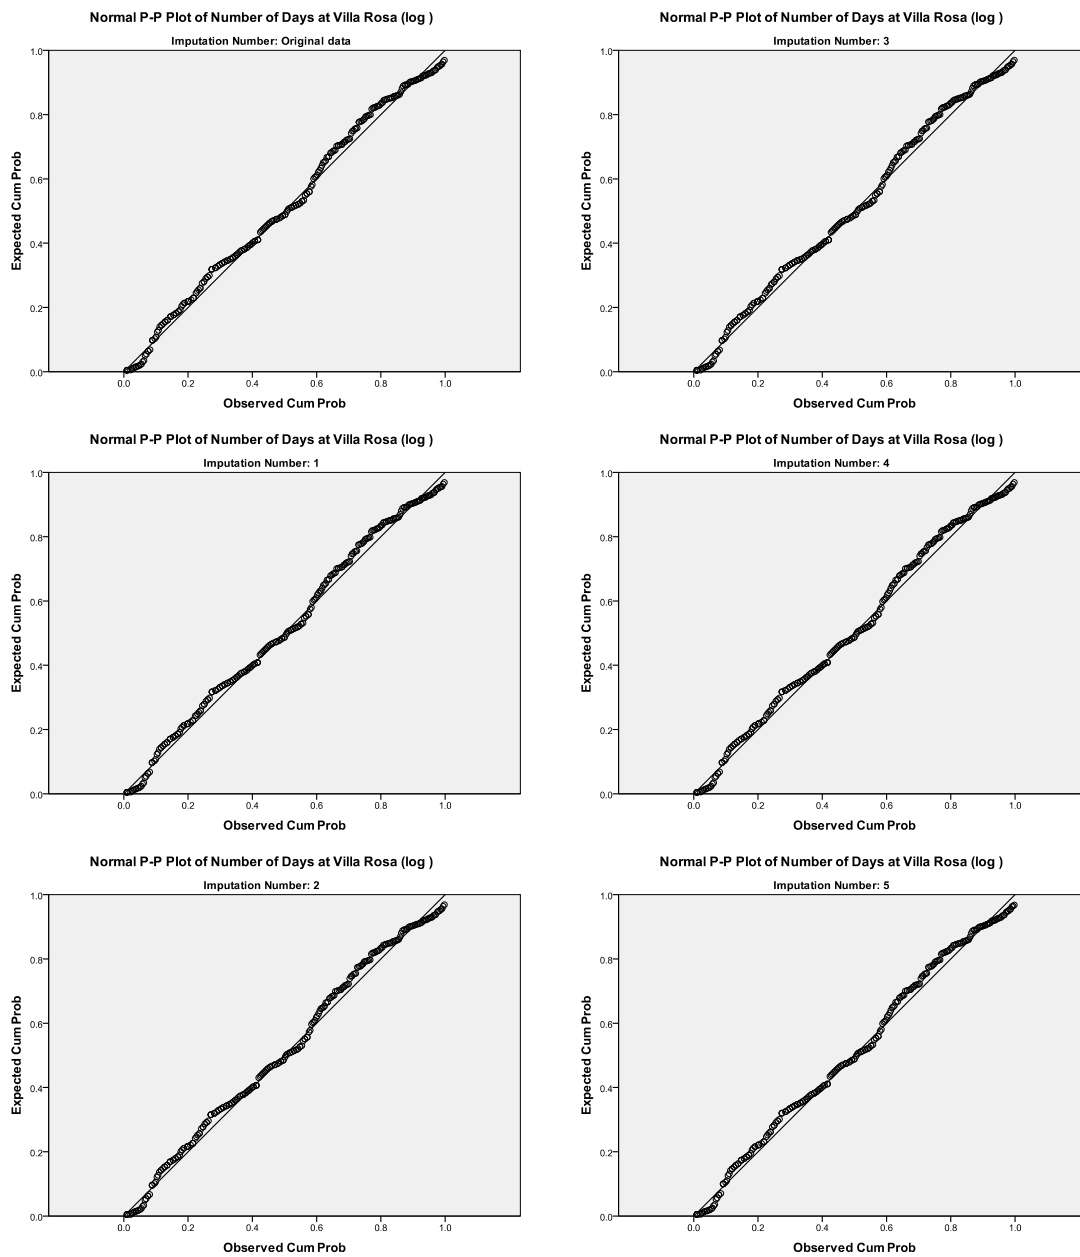 Normal P-P Plot of Number of Days at Villa Rosa (log )
Imputation Number: Original data
1.0
0.8
0.6
0.4
0.2
0.0
Expected Cum Prob
0.0 0.2 0.4 0.6 0.8 1.0
Observed Cum Prob
Normal P-P Plot of Number of Days at Villa Rosa (log )
Imputation Number: 3
1.0
0.8
0.6
0.4
0.2
0.0
Expected Cum Prob
0.0 0.2 0.4 0.6 0.8 1.0
Observed Cum Prob
Normal P-P Plot of Number of Days at Villa Rosa (log )
Imputation Number: 1
1.0
0.8
0.6
0.4
0.2
0.0
Expected Cum Prob
0.0 0.2 0.4 0.6 0.8 1.0
Observed Cum Prob
Normal P-P Plot of Number of Days at Villa Rosa (log )
Imputation Number: 4
1.0
0.8
0.6
0.4
0.2
0.0
Expected Cum Prob
0.0 0.2 0.4 0.6 0.8 1.0
Observed Cum Prob
Normal P-P Plot of Number of Days at Villa Rosa (log )
Imputation Number: 2
1.0
0.8
0.6
0.4
0.2
0.0
Expected Cum Prob
0.0 0.2 0.4 0.6 0.8 1.0
Observed Cum Prob
Normal P-P Plot of Number of Days at Villa Rosa (log )
Imputation Number: 5
1.0
0.8
0.6
0.4
0.2
0.0
Expected Cum Prob
0.0 0.2 0.4 0.6 0.8 1.0
Observed Cum Prob